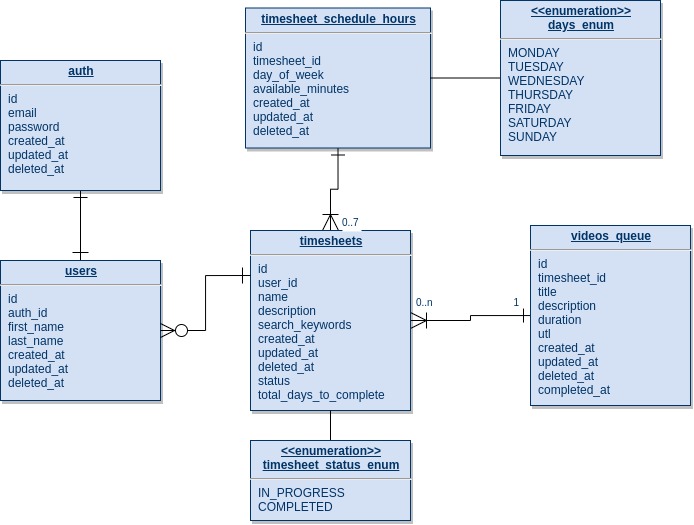 timesheet_schedule_hours
id
timesheet_id
day_of_week
available_minutes
created_at
updated_at
deleted_at
<<enumeration>>
days_enum
MONDAY
TUESDAY
WEDNESDAY
THURSDAY
FRIDAY
SATURDAY
SUNDAY
auth
id
email
password
created_at
updated_at
deleted_at
users
id
auth_id
first_name
last_name
created_at
updated_at
deleted_at
0..7
timesheets
id
user_id
name
description
search_keywords
created_at
updated_at
deleted_at
status
total_days_to_complete
0..n
1
videos_queue
id
timesheet_id
title
description
duration
utl
created_at
updated_at
deleted_at
completed_at
<<enumeration>>
timesheet_status_enum
IN_PROGRESS
COMPLETED